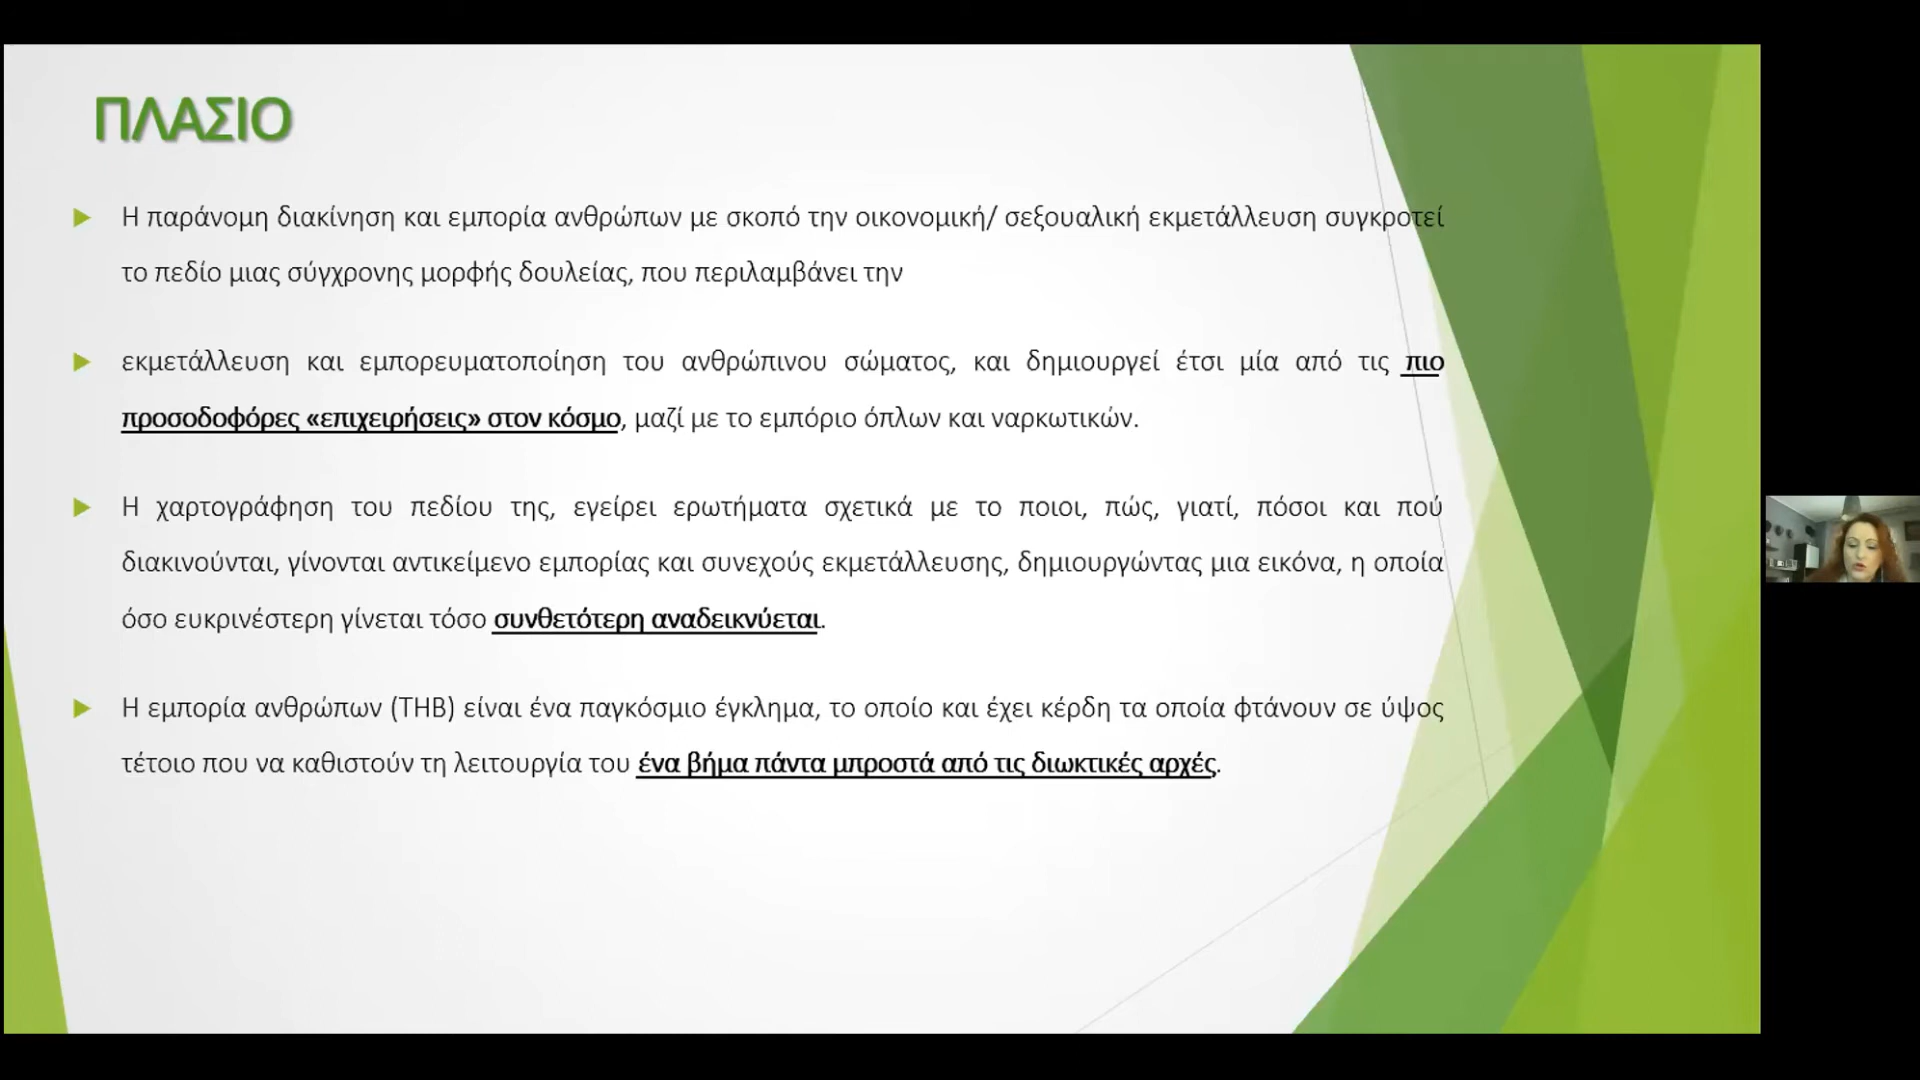 ΠΛΑΣΙΟ
Η παράνομη διακίνηση και εμπορία ανθρώπων με σκοπό την οικονομική/ σεξουαλική εκμετάλλευση συγκροτεί
το πεδίο μιας σύγχρονης μορφής δουλείας, που περιλαμβάνει την
εκμετάλλευση και εμπορευματοποίηση του ανθρώπινου σώματος, και δημιουργεί έτσι μία από τις πιο
προσοδοφόρες «επιχειρήσεις» στον κόσμο, μαζί με το εμπόριο όπλων και ναρκωτικών.
Η χαρτογράφηση του πεδίου της, εγείρει ερωτήματα σχετικά με το ποιοι, πώς, γιατί, πόσοι και πού
διακινούνται, γίνονται αντικείμενο εμπορίας και συνεχούς εκμετάλλευσης, δημιουργώντας μια εικόνα, η οποία
όσο ευκρινέστερη γίνεται τόσο συνθετότερη αναδεικνύεται.
Η εμπορία ανθρώπων (THB) είναι ένα παγκόσμιο έγκλημα, το οποίο και έχει κέρδη τα οποία φτάνουν σε ύψος
τέτοιο που να καθιστούν τη λειτουργία του ένα βήμα πάντα μπροστά από τις διωκτικές αρχές.